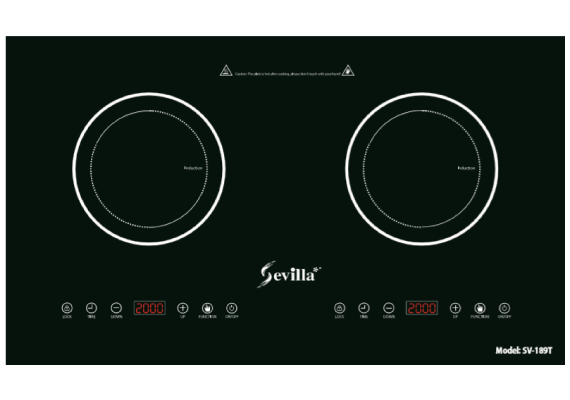 Caution: The plate is hot after cooking, please don't touch with your hand!
Induction
Induction
Sevilla
LOCK TIME DOWN 2000 UP FUNCTION ON/OFF
LOCK TIME DOWN 2000 UP FUNCTION ON/OFF
Model: SV-189T